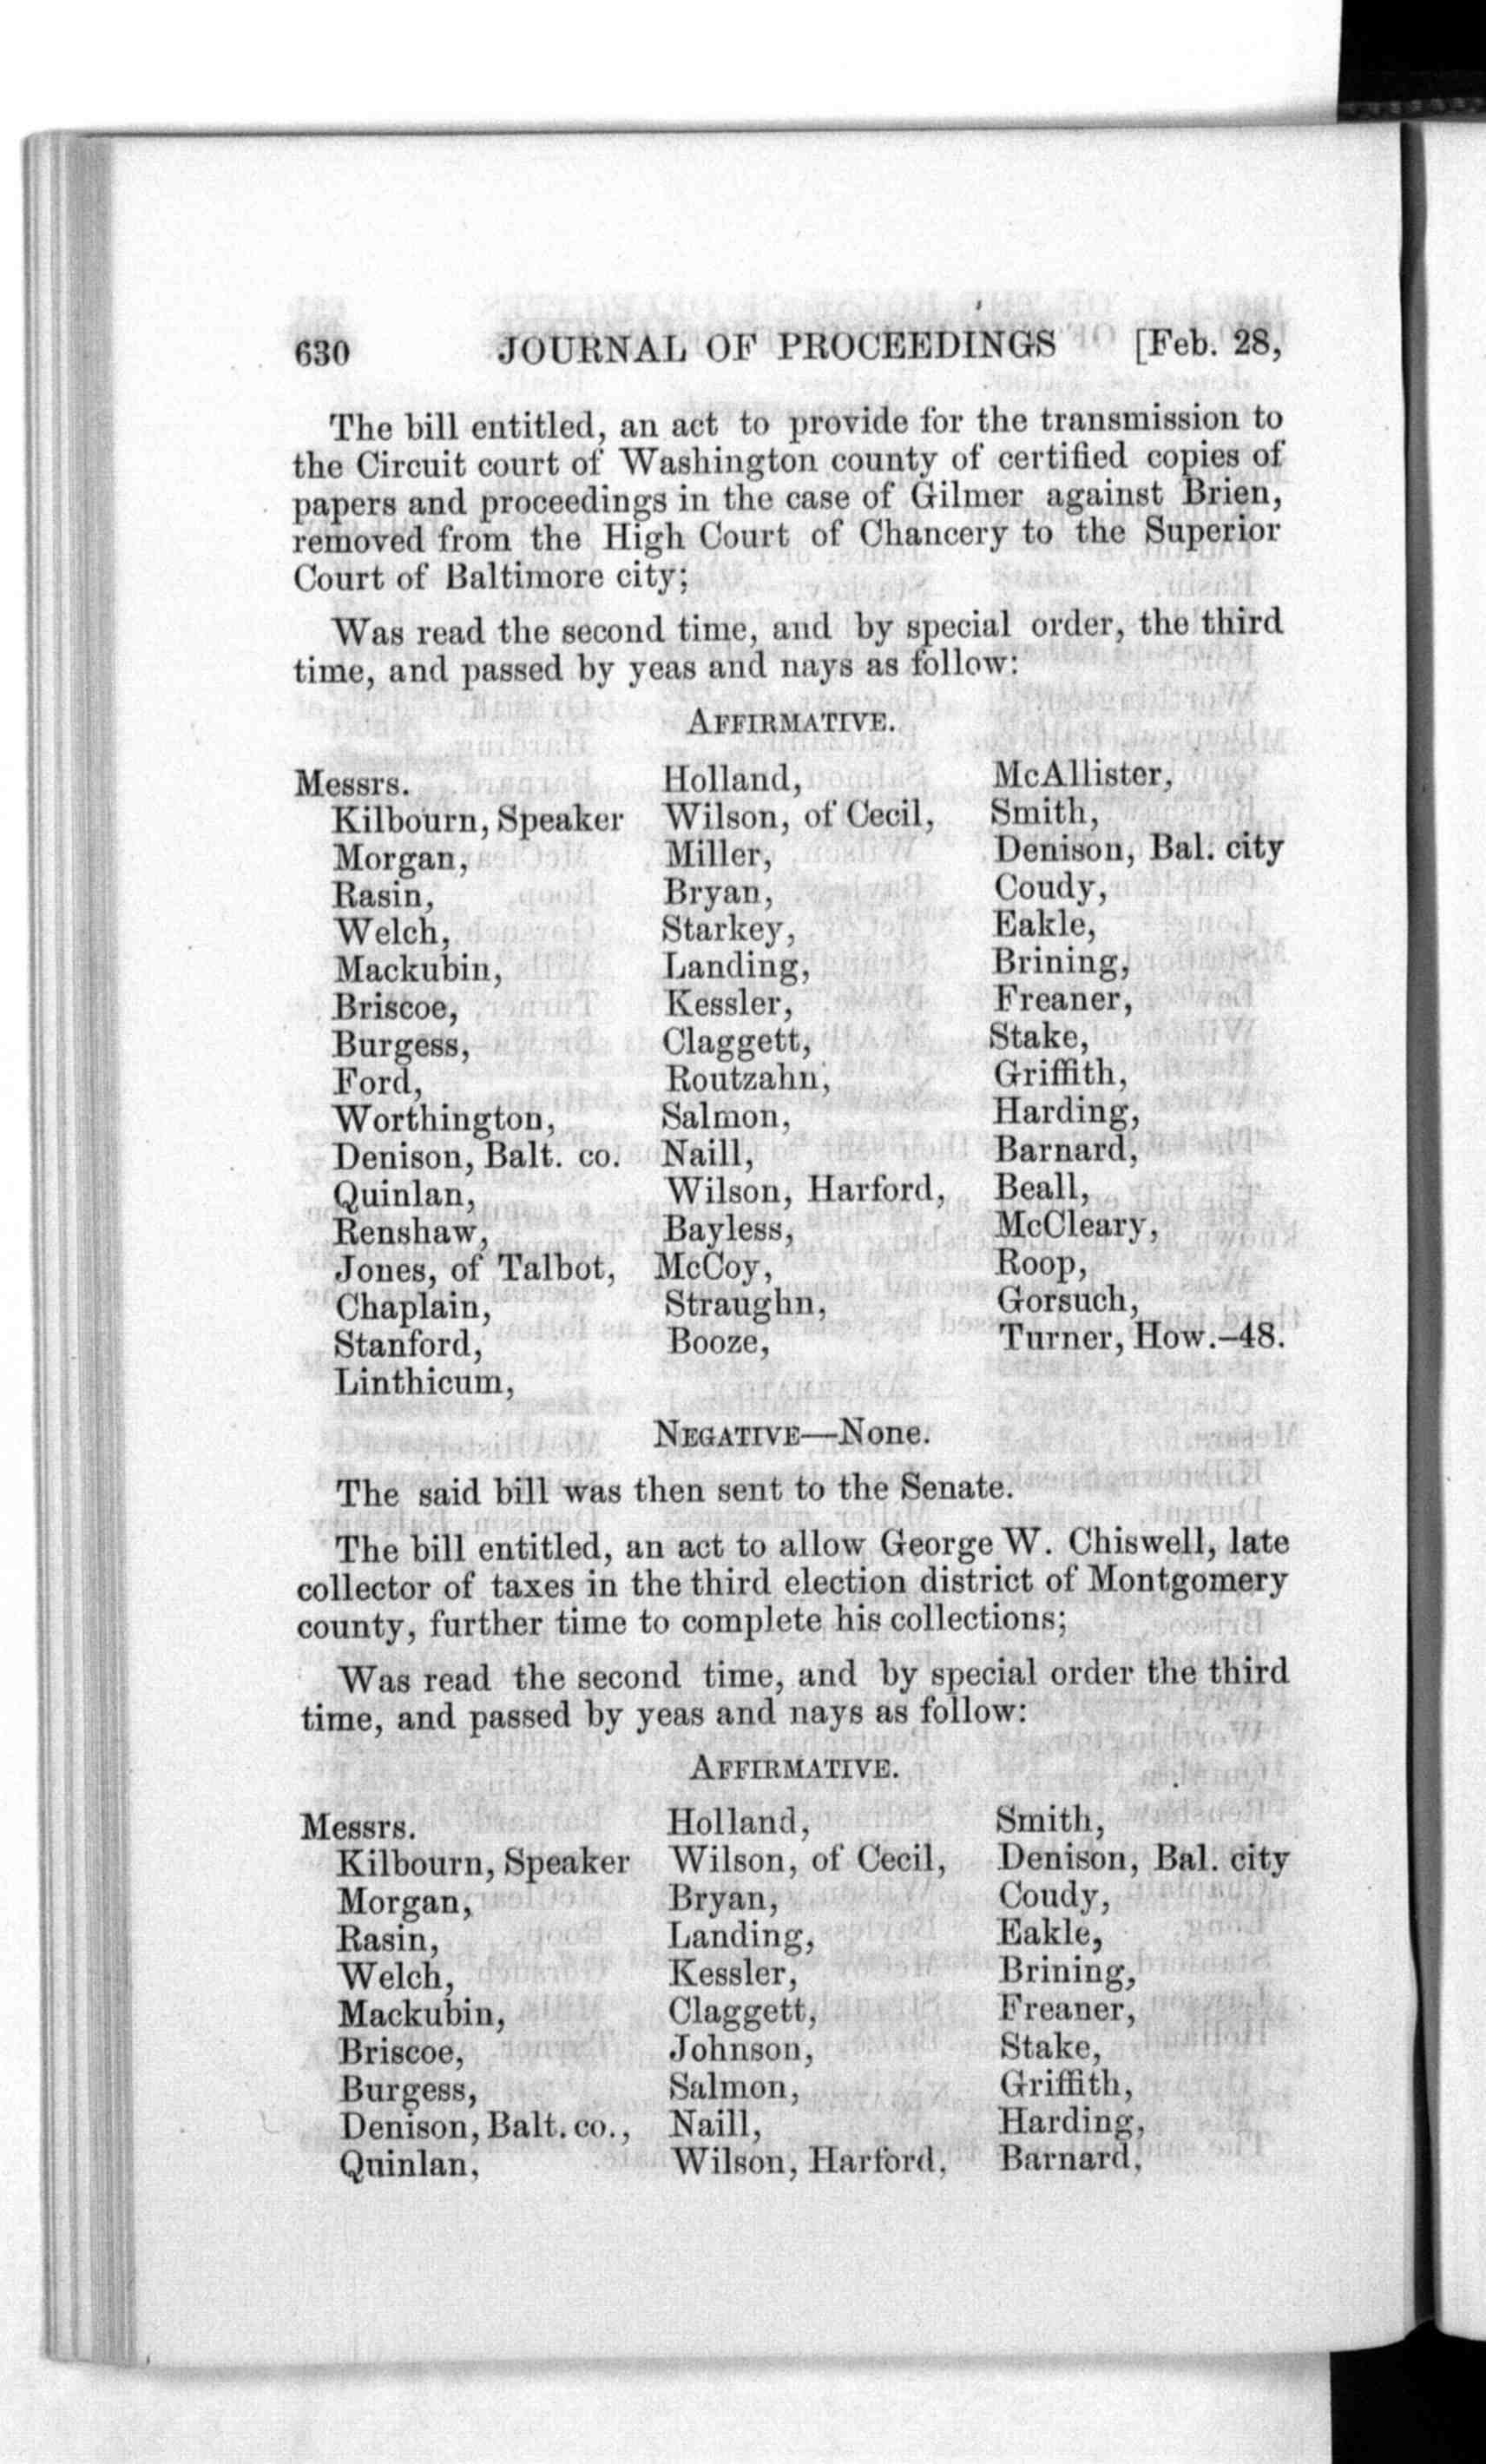 630 JOURNAL OF PROCEEDINGS [Feb. 28,
The bill entitled, an act to provide for the transmission to
the Circuit court of Washington county of certified copies of
papers and proceedings in the case of Gilmer against Brien,
removed from the High Court of Chancery to the Superior
Court of Baltimore city;
Was read the second time, and by special order, the third
time, and passed by yeas and nays as follow:
AFFIRMATIVE.
Messrs. Holland, McAllister,
Kilbourn, Speaker Wilson, of Cecil, Smith,
Morgan, Miller, Denison, Bal. city
Rasin, Bryan, Coudy,
Welch, Starkey, Eakle,
Mackubin, Landing, Brining,
Briscoe, Kessler, Freaner,
Burgess, Claggett, Stake,
Ford, Routzahn, Griffith,
Worthington, Salmon, Harding,
Denison, Balt. co. Naill, Barnard,
Quinlan, Wilson, Harford, Beall,
Renshaw, Bayless, McCleary,
Jones, of Talbot, McCoy, Roop,
Chaplain, Straughn, Gorsuch,
Stanford, Booze, Turner, How.–48.
Linthicum,
NEGATIVE—None.
The said bill was then sent to the Senate.
The bill entitled, an act to allow George W. Chiswell, late
collector of taxes in the third election district of Montgomery
county, further time to complete his collections;
Was read the second time, and by special order the third
time, and passed by yeas and nays as follow:
AFFIRMATIVE.
Messrs. Holland, Smith,
Kilbourn, Speaker Wilson, of Cecil, Denison, Bal. city
Morgan, Bryan, Coudy,
Rasin, Landing, Eakle,
Welch, Kessler, Brining,
Mackubin, Claggett, Freaner,
Briscoe, Johnson, Stake,
Burgess, Salmon, Griffith,
Denison, Balt. co., Naill, Harding,
Quinlan, Wilson, Harford, Barnard,